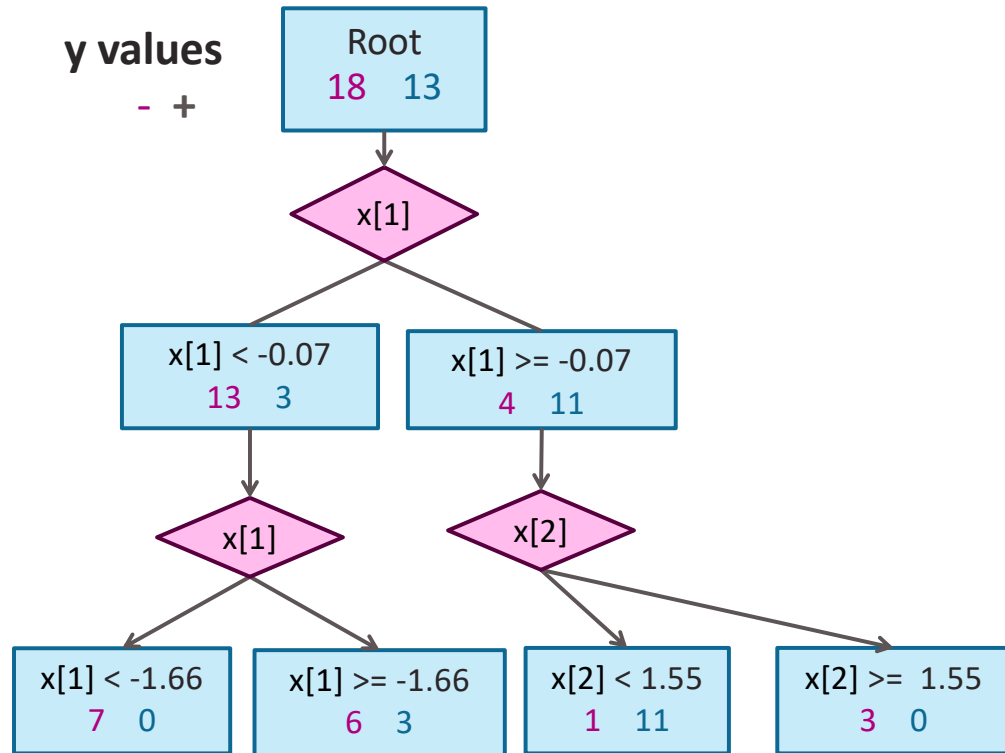 y values
- +
Root
18 13
x[1]
x[1] < -0.07
13 3
x[1] >= -0.07
4 11
x[1]
x[2]
x[1] < -1.66
7 0
x[1] >= -1.66
6 3
x[2] < 1.55
1 11
x[2] >= 1.55
3 0